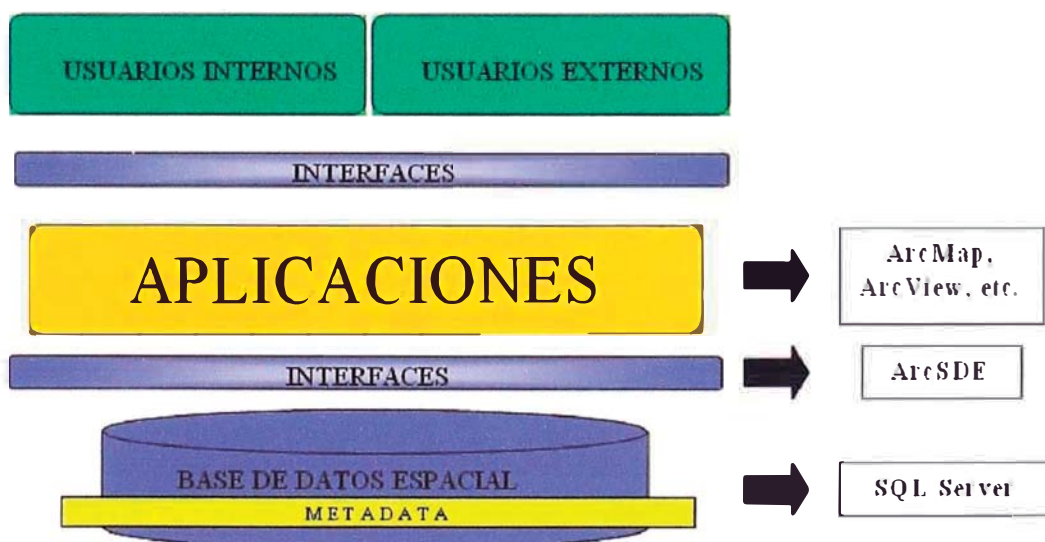 USUARIOS INTERNOS
USUARIOS EXTERNOS
INTERFACES
APLICACIONES
ArcMap,
ArcView, etc.
INTERFACES
ArcSDE
BASE DE DATOS ESPACIAL
METADATA
SQL Server